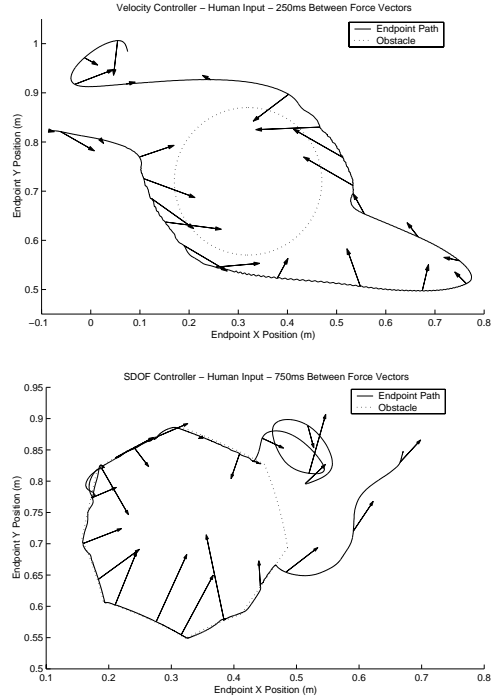 Velocity Controller – Human Input – 250ms Between Force Vectors
Endpoint Path
Obstacle
Endpoint Y Position (m)
1
0.9
0.8
0.7
0.6
0.5
−0.1 0 0.1 0.2 0.3 0.4 0.5 0.6 0.7 0.8
Endpoint X Position (m)
SDOF Controller – Human Input – 750ms Between Force Vectors
Endpoint Path
Obstacle
Endpoint Y Position (m)
0.95
0.9
0.85
0.8
0.75
0.7
0.65
0.6
0.55
0.5
0.1 0.2 0.3 0.4 0.5 0.6 0.7 0.8
Endpoint X Position (m)